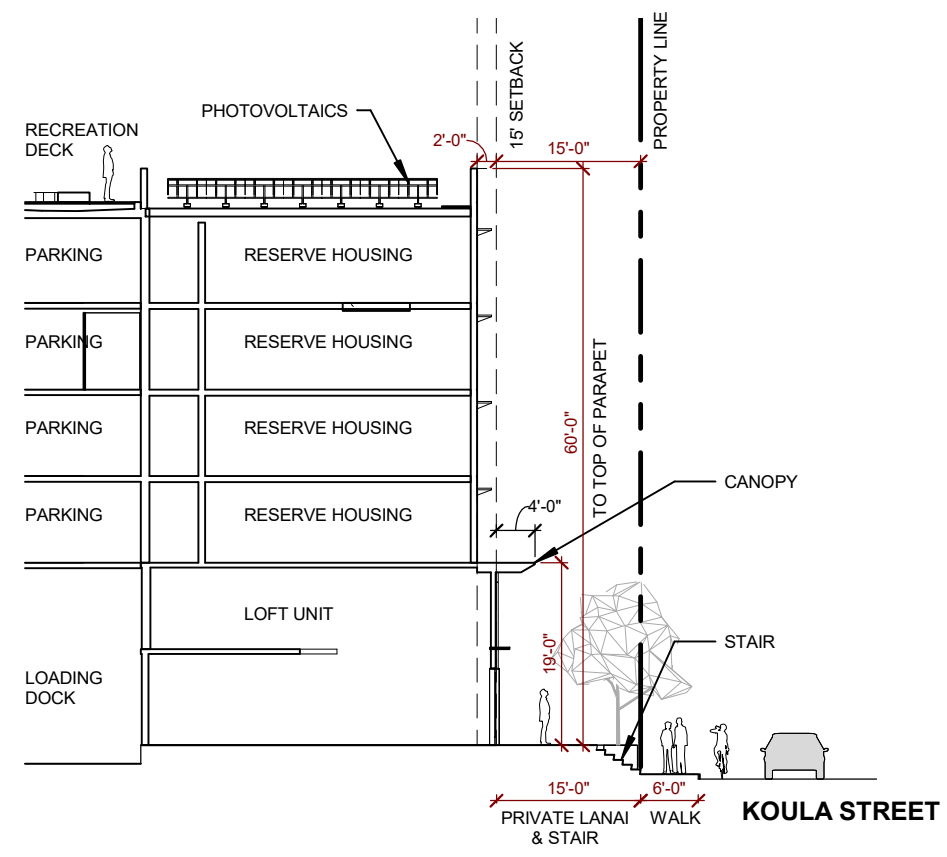 PROPERTY LINE
15' SETBACK
PHOTOVOLTAICS
RECREATION
DECK
2'-0"
15'-0"
PARKING
RESERVE HOUSING
PARKING
RESERVE HOUSING
TO TOP OF PARAPET
60'-0"
PARKING
RESERVE HOUSING
CANOPY
4'-0"
PARKING
RESERVE HOUSING
LOFT UNIT
19'-0"
STAIR
LOADING
DOCK
15'-0"
6'-0"
PRIVATE LANAI
& STAIR
WALK
KOULA STREET